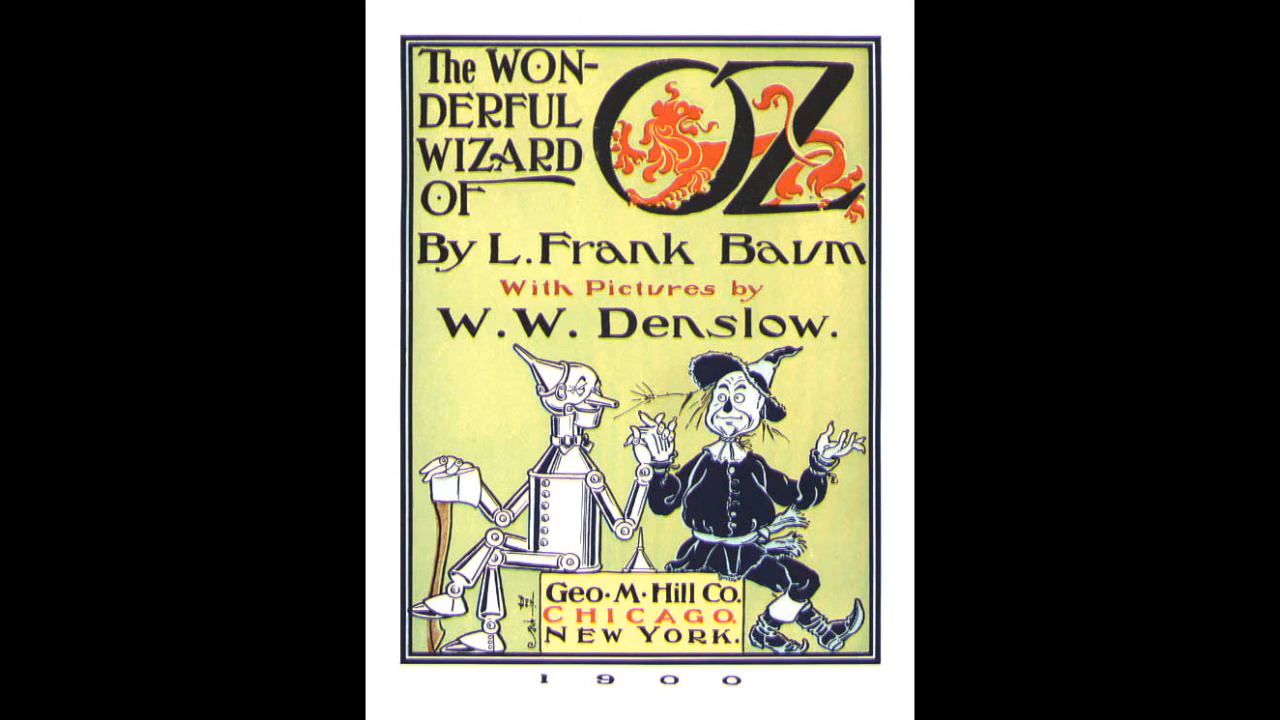 The WON-
DERFUL
WIZARD
OF OZ
By L. Frank Baum
With Pictures by
W. W. Denslow.
Geo. M. Hill Co.
CHICAGO.
NEW YORK.
1900